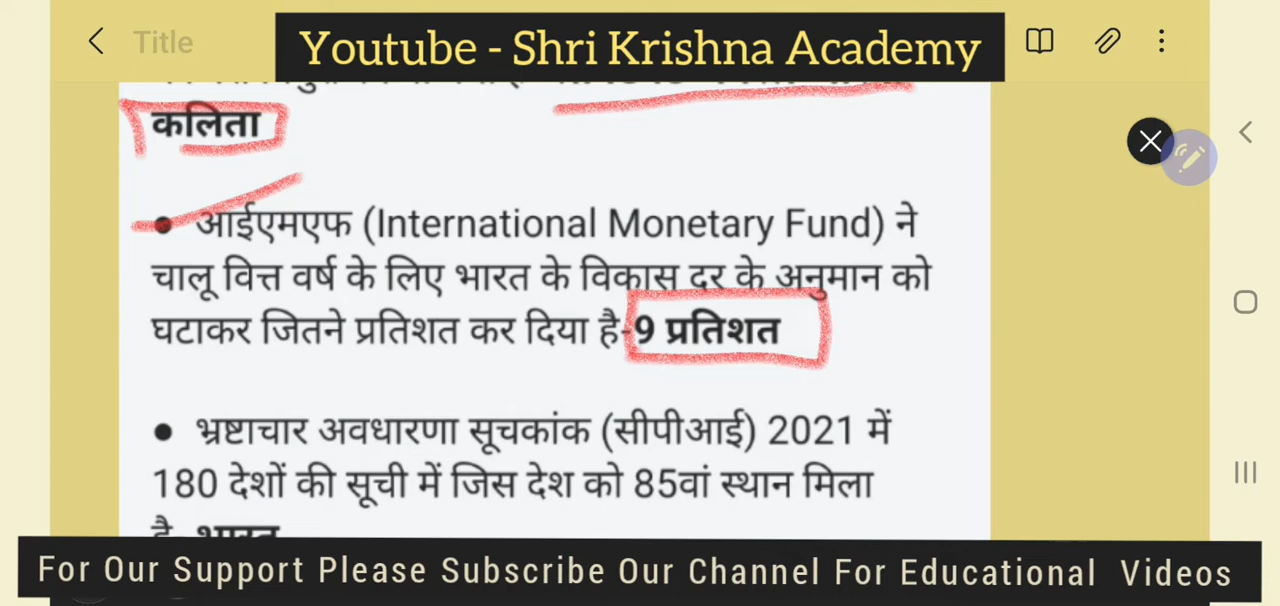 Title
Youtube - Shri Krishna Academy
कलिता
● आईएमएफ (International Monetary Fund) ने
चालू वित्त वर्ष के लिए भारत के विकास दर के अनुमान को
घटाकर जितने प्रतिशत कर दिया है-9 प्रतिशत
● भ्रष्टाचार अवधारणा सूचकांक (सीपीआई) 2021 में
180 देशों की सूची में जिस देश को 85वां स्थान मिला
है- भारत
For Our Support Please Subscribe Our Channel For Educational Videos